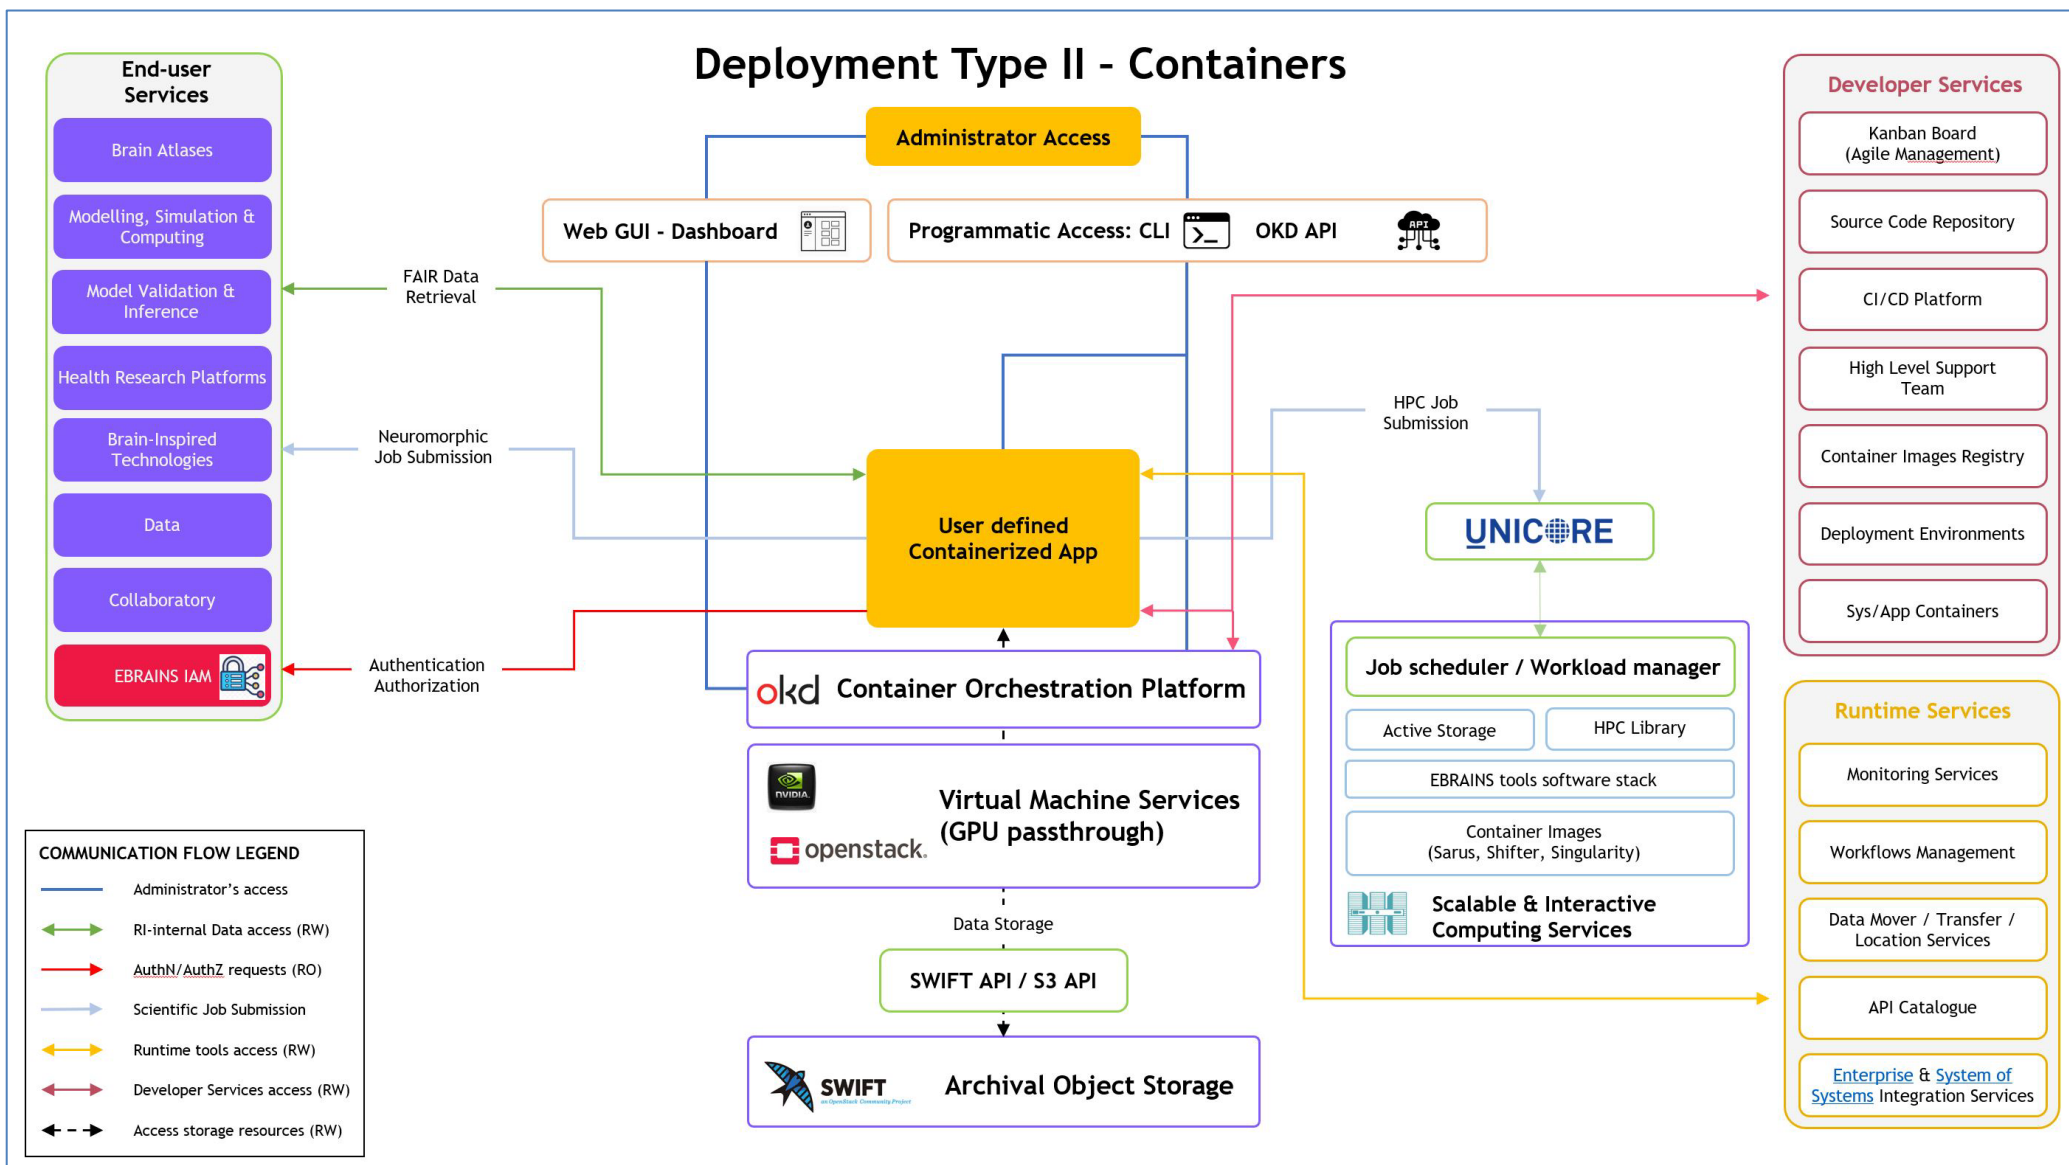 Deployment Type II – Containers
End-user
Services
Brain Atlases
Modelling, Simulation &
Computing
Model Validation &
Inference
Health Research Platforms
Brain-Inspired
Technologies
Data
Collaboratory
EBRAINS IAM
COMMUNICATION FLOW LEGEND
Administrator's access
RI-internal Data access (RW)
AuthN/AuthZ requests (RO)
Scientific Job Submission
Runtime tools access (RW)
Developer Services access (RW)
Access storage resources (RW)
FAIR Data
Retrieval
Neuromorphic
Job Submission
Authentication
Authorization
Administrator Access
Web GUI - Dashboard
Programmatic Access: CLI
OKD API
API
User defined
Containerized App
okd Container Orchestration Platform
NVIDIA.
openstack.
Virtual Machine Services
(GPU passthrough)
Data Storage
SWIFT API / S3 API
SWIFT
an OpenStack Community Project
Archival Object Storage
HPC Job
Submission
UNICORE
Job scheduler / Workload manager
Active Storage
HPC Library
EBRAINS tools software stack
Container Images
(Sarus, Shifter, Singularity)
Scalable & Interactive
Computing Services
Developer Services
Kanban Board
(Agile Management)
Source Code Repository
CI/CD Platform
High Level Support
Team
Container Images Registry
Deployment Environments
Sys/App Containers
Runtime Services
Monitoring Services
Workflows Management
Data Mover / Transfer /
Location Services
API Catalogue
Enterprise & System of
Systems Integration Services